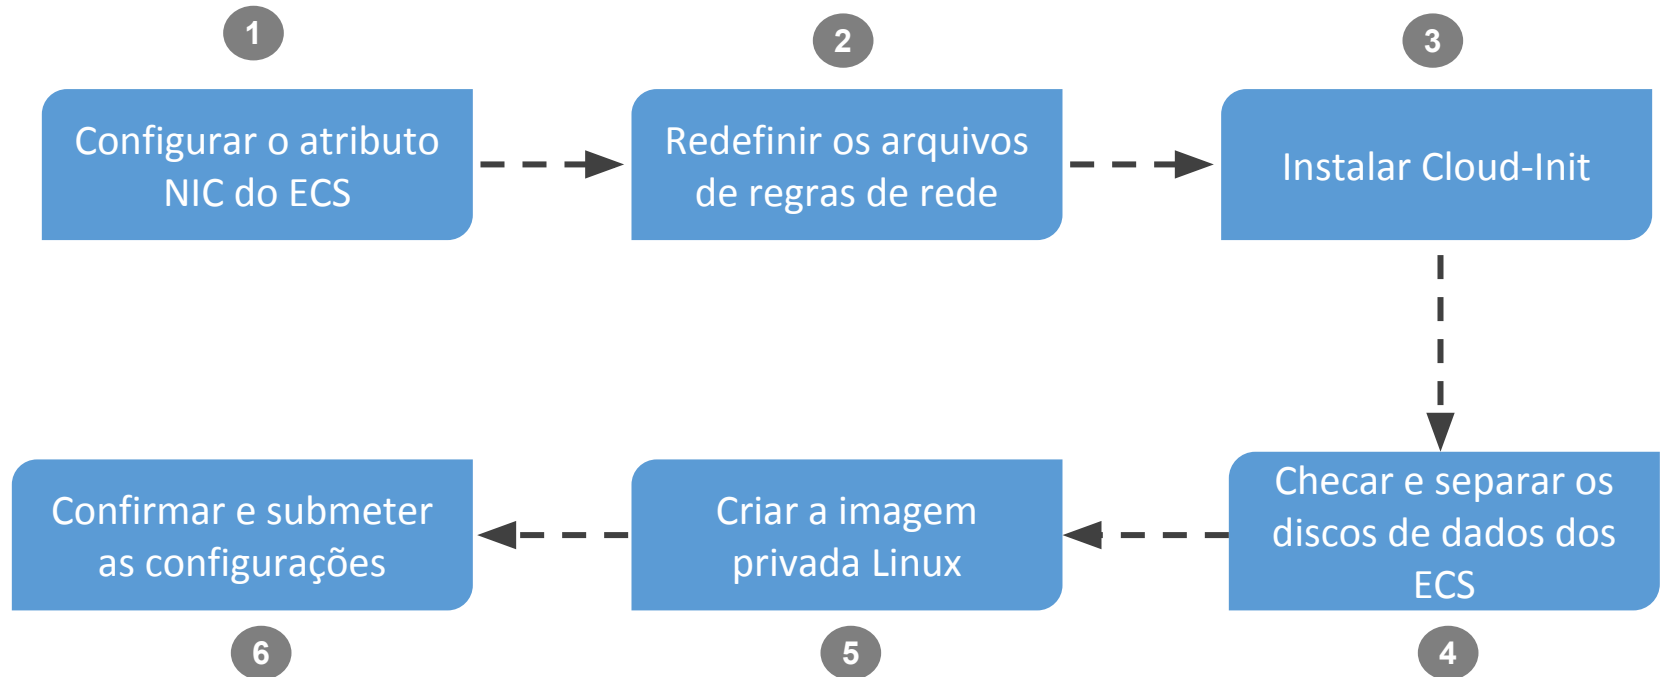 1
Configurar o atributo
NIC do ECS
2
Redefinir os arquivos
de regras de rede
3
Instalar Cloud-Init
Checar e separar os
discos de dados dos
ECS
4
Criar a imagem
privada Linux
5
Confirmar e submeter
as configurações
6